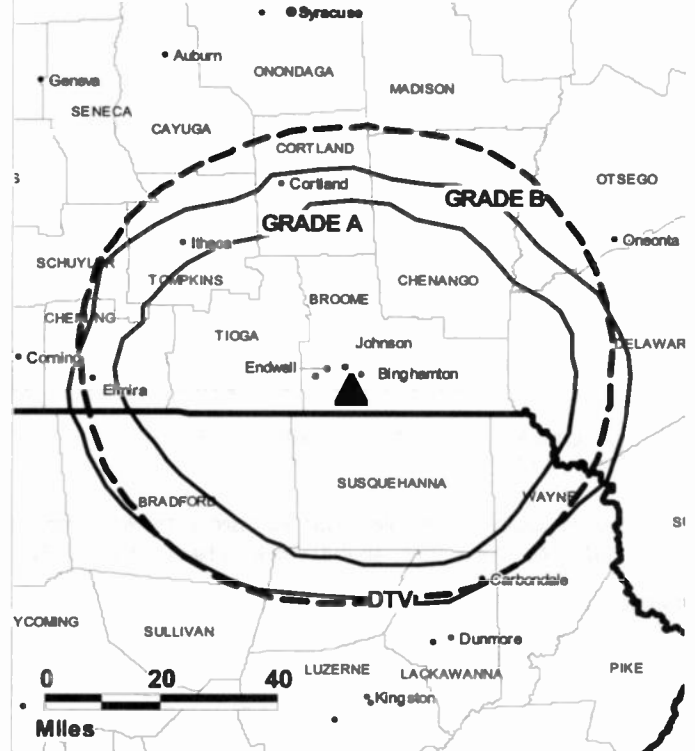 Syracuse
Auburn
ONONDAGA
Geneva
MADISON
SENECA
CAYUGA
CORTLAND
S
Cortland
OTSEGO
GRADE B
GRADE A
Ithaca
Oneonta
SCHUYLER
TOMPKINS
CHENANGO
BROOME
CHEMUNG
TIOGA
Johnson
DELAWAR
Corning
Endwell
Binghamton
Elmira
SUSQUEHANNA
BRADFORD
WAYNE
SU
Carbondale
DTV
YCOMING
SULLIVAN
Dunmore
LUZERNE
LACKAWANNA
PIKE
0 20 40
Kingston
Miles